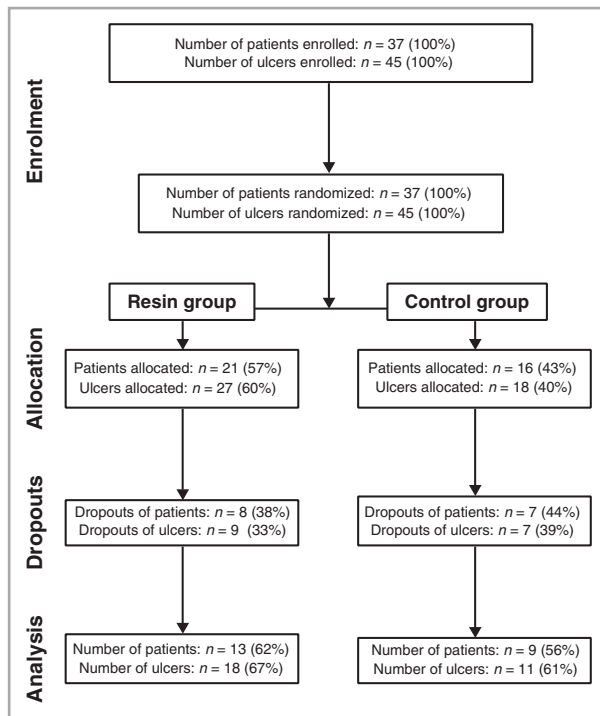 Enrolment
Number of patients enrolled: n = 37 (100%)
Number of ulcers enrolled: n = 45 (100%)
Number of patients randomized: n = 37 (100%)
Number of ulcers randomized: n = 45 (100%)
Allocation
Resin group
Control group
Patients allocated: n = 21 (57%)
Ulcers allocated: n = 27 (60%)
Patients allocated: n = 16 (43%)
Ulcers allocated: n = 18 (40%)
Dropouts
Dropouts of patients: n = 8 (38%)
Dropouts of ulcers: n = 9 (33%)
Dropouts of patients: n = 7 (44%)
Dropouts of ulcers: n = 7 (39%)
Analysis
Number of patients: n = 13 (62%)
Number of ulcers: n = 18 (67%)
Number of patients: n = 9 (56%)
Number of ulcers: n = 11 (61%)